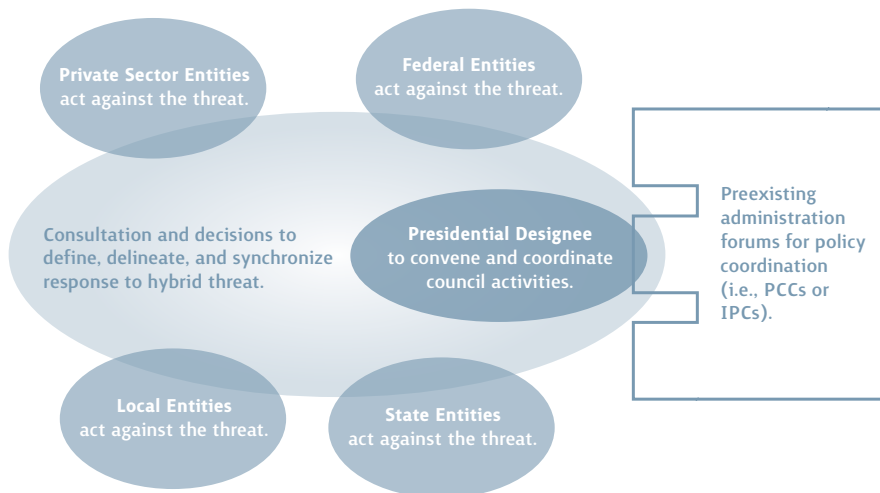 Private Sector Entities
act against the threat.
Federal Entities
act against the threat.
Consultation and decisions to
define, delineate, and synchronize
response to hybrid threat.
Presidential Designee
to convene and coordinate
council activities.
Preexisting
administration
forums for policy
coordination
(i.e., PCCs or
IPCs).
Local Entities
act against the threat.
State Entities
act against the threat.